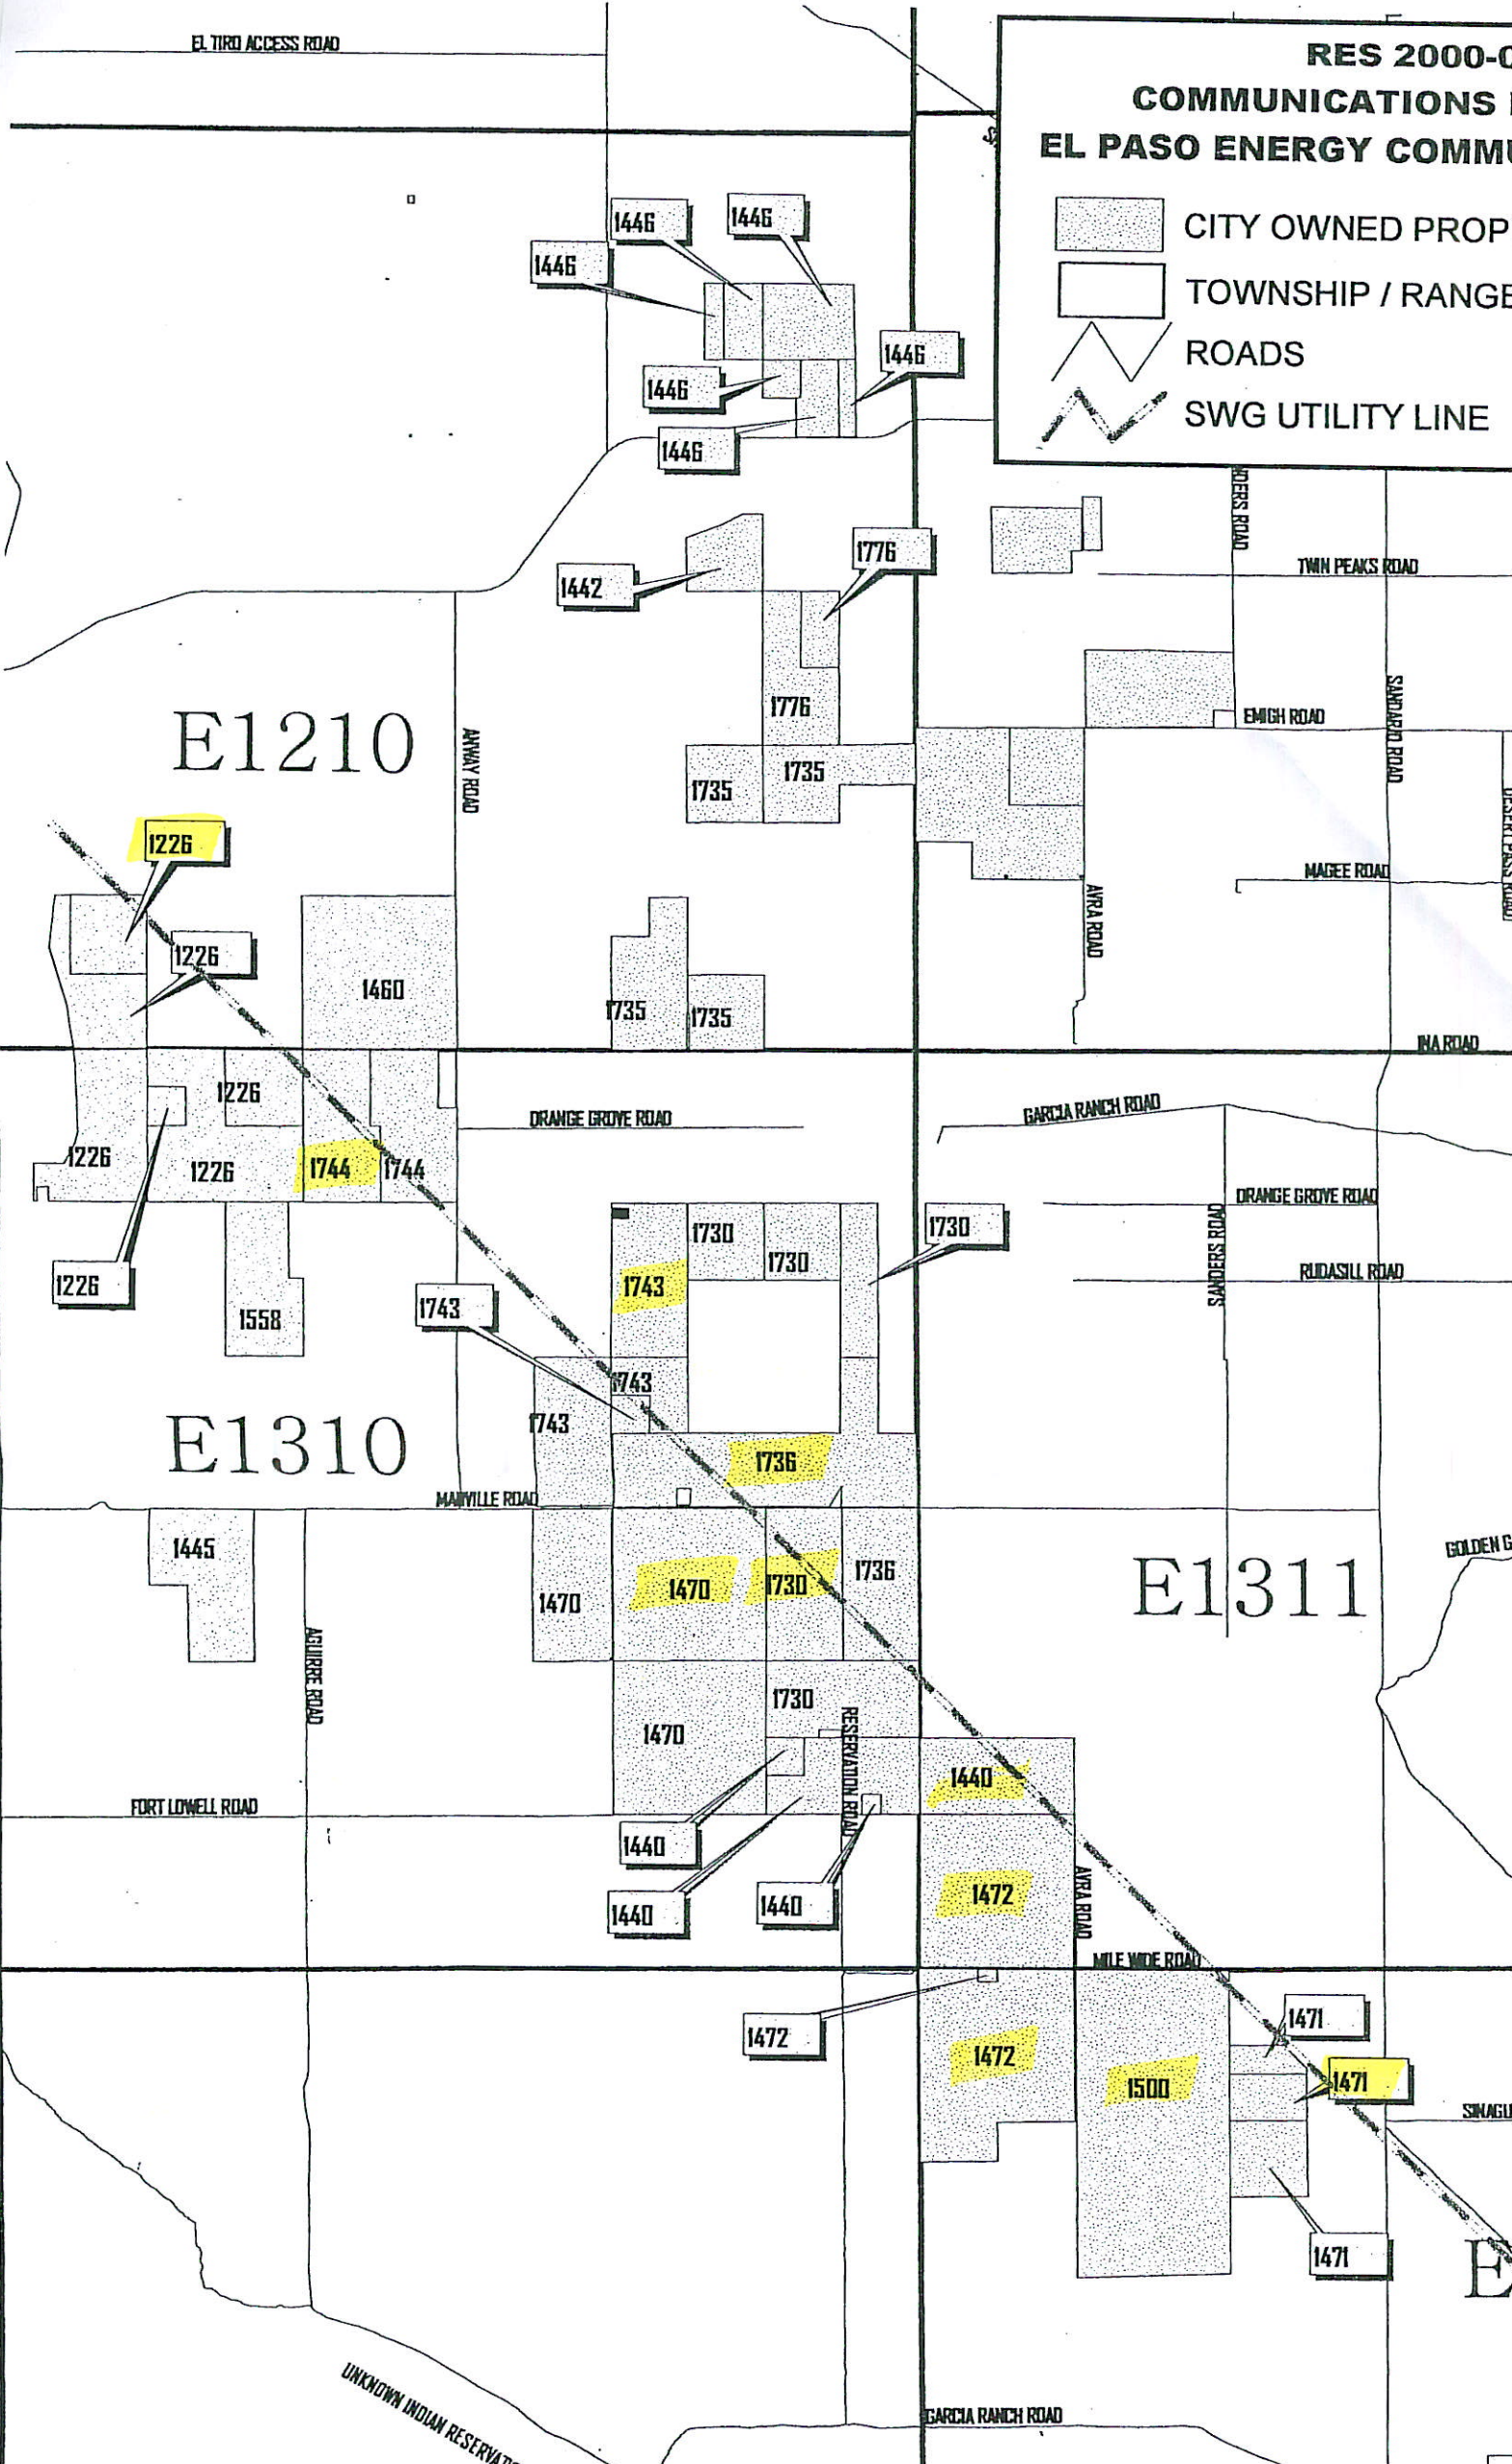 EL TIRO ACCESS ROAD
RES 2000-
COMMUNICATIONS
EL PASO ENERGY COMMU
CITY OWNED PROP
TOWNSHIP / RANGE
ROADS
SWG UTILITY LINE
1446
1446
1446
1446
1446
1446
1442
1776
TWIN PEAKS ROAD
1776
EMIGH ROAD
SANDARIO ROAD
E1210
ANWAY ROAD
1735
1735
1226
MAGEE ROAD
AVRA ROAD
1226
1460
1735
1735
INA ROAD
1226
ORANGE GROVE ROAD
GARCIA RANCH ROAD
1226
1226
1744
1744
ORANGE GROVE ROAD
SANDERS ROAD
1730
1730
1730
RUDASILL ROAD
1226
1743
1743
1558
1743
1743
E1310
1736
MANVILLE ROAD
1445
1470
1470
1730
1736
E1311
GOLDEN G
AGUIRRE ROAD
1730
1470
RESERVATION ROAD
1440
FORT LOWELL ROAD
1440
1440
1440
1472
AVRA ROAD
MILE WIDE ROAD
1472
1472
1500
1471
1471
SINAGU
1471
E
UNKNOWN INDIAN RESERVATIO
GARCIA RANCH ROAD